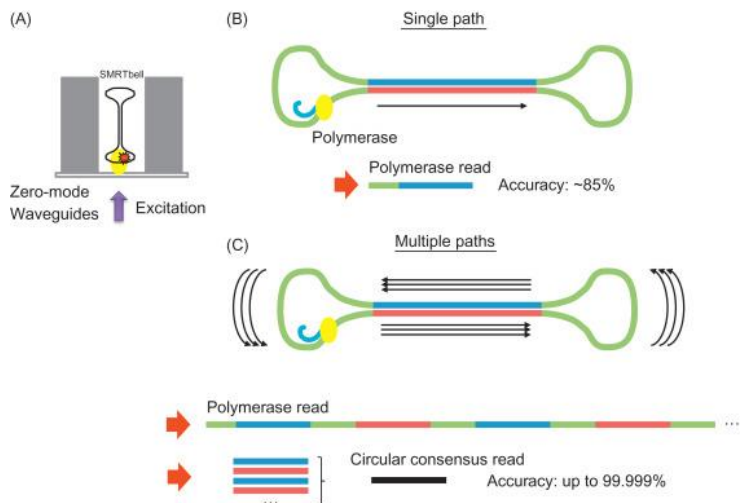 (A)
SMRTbell
Zero-mode
Waveguides
Excitation
(B)
Single path
Polymerase
Polymerase read
Accuracy: ~85%
(C)
Multiple paths
Polymerase read
...
Circular consensus read
Accuracy: up to 99.999%
...